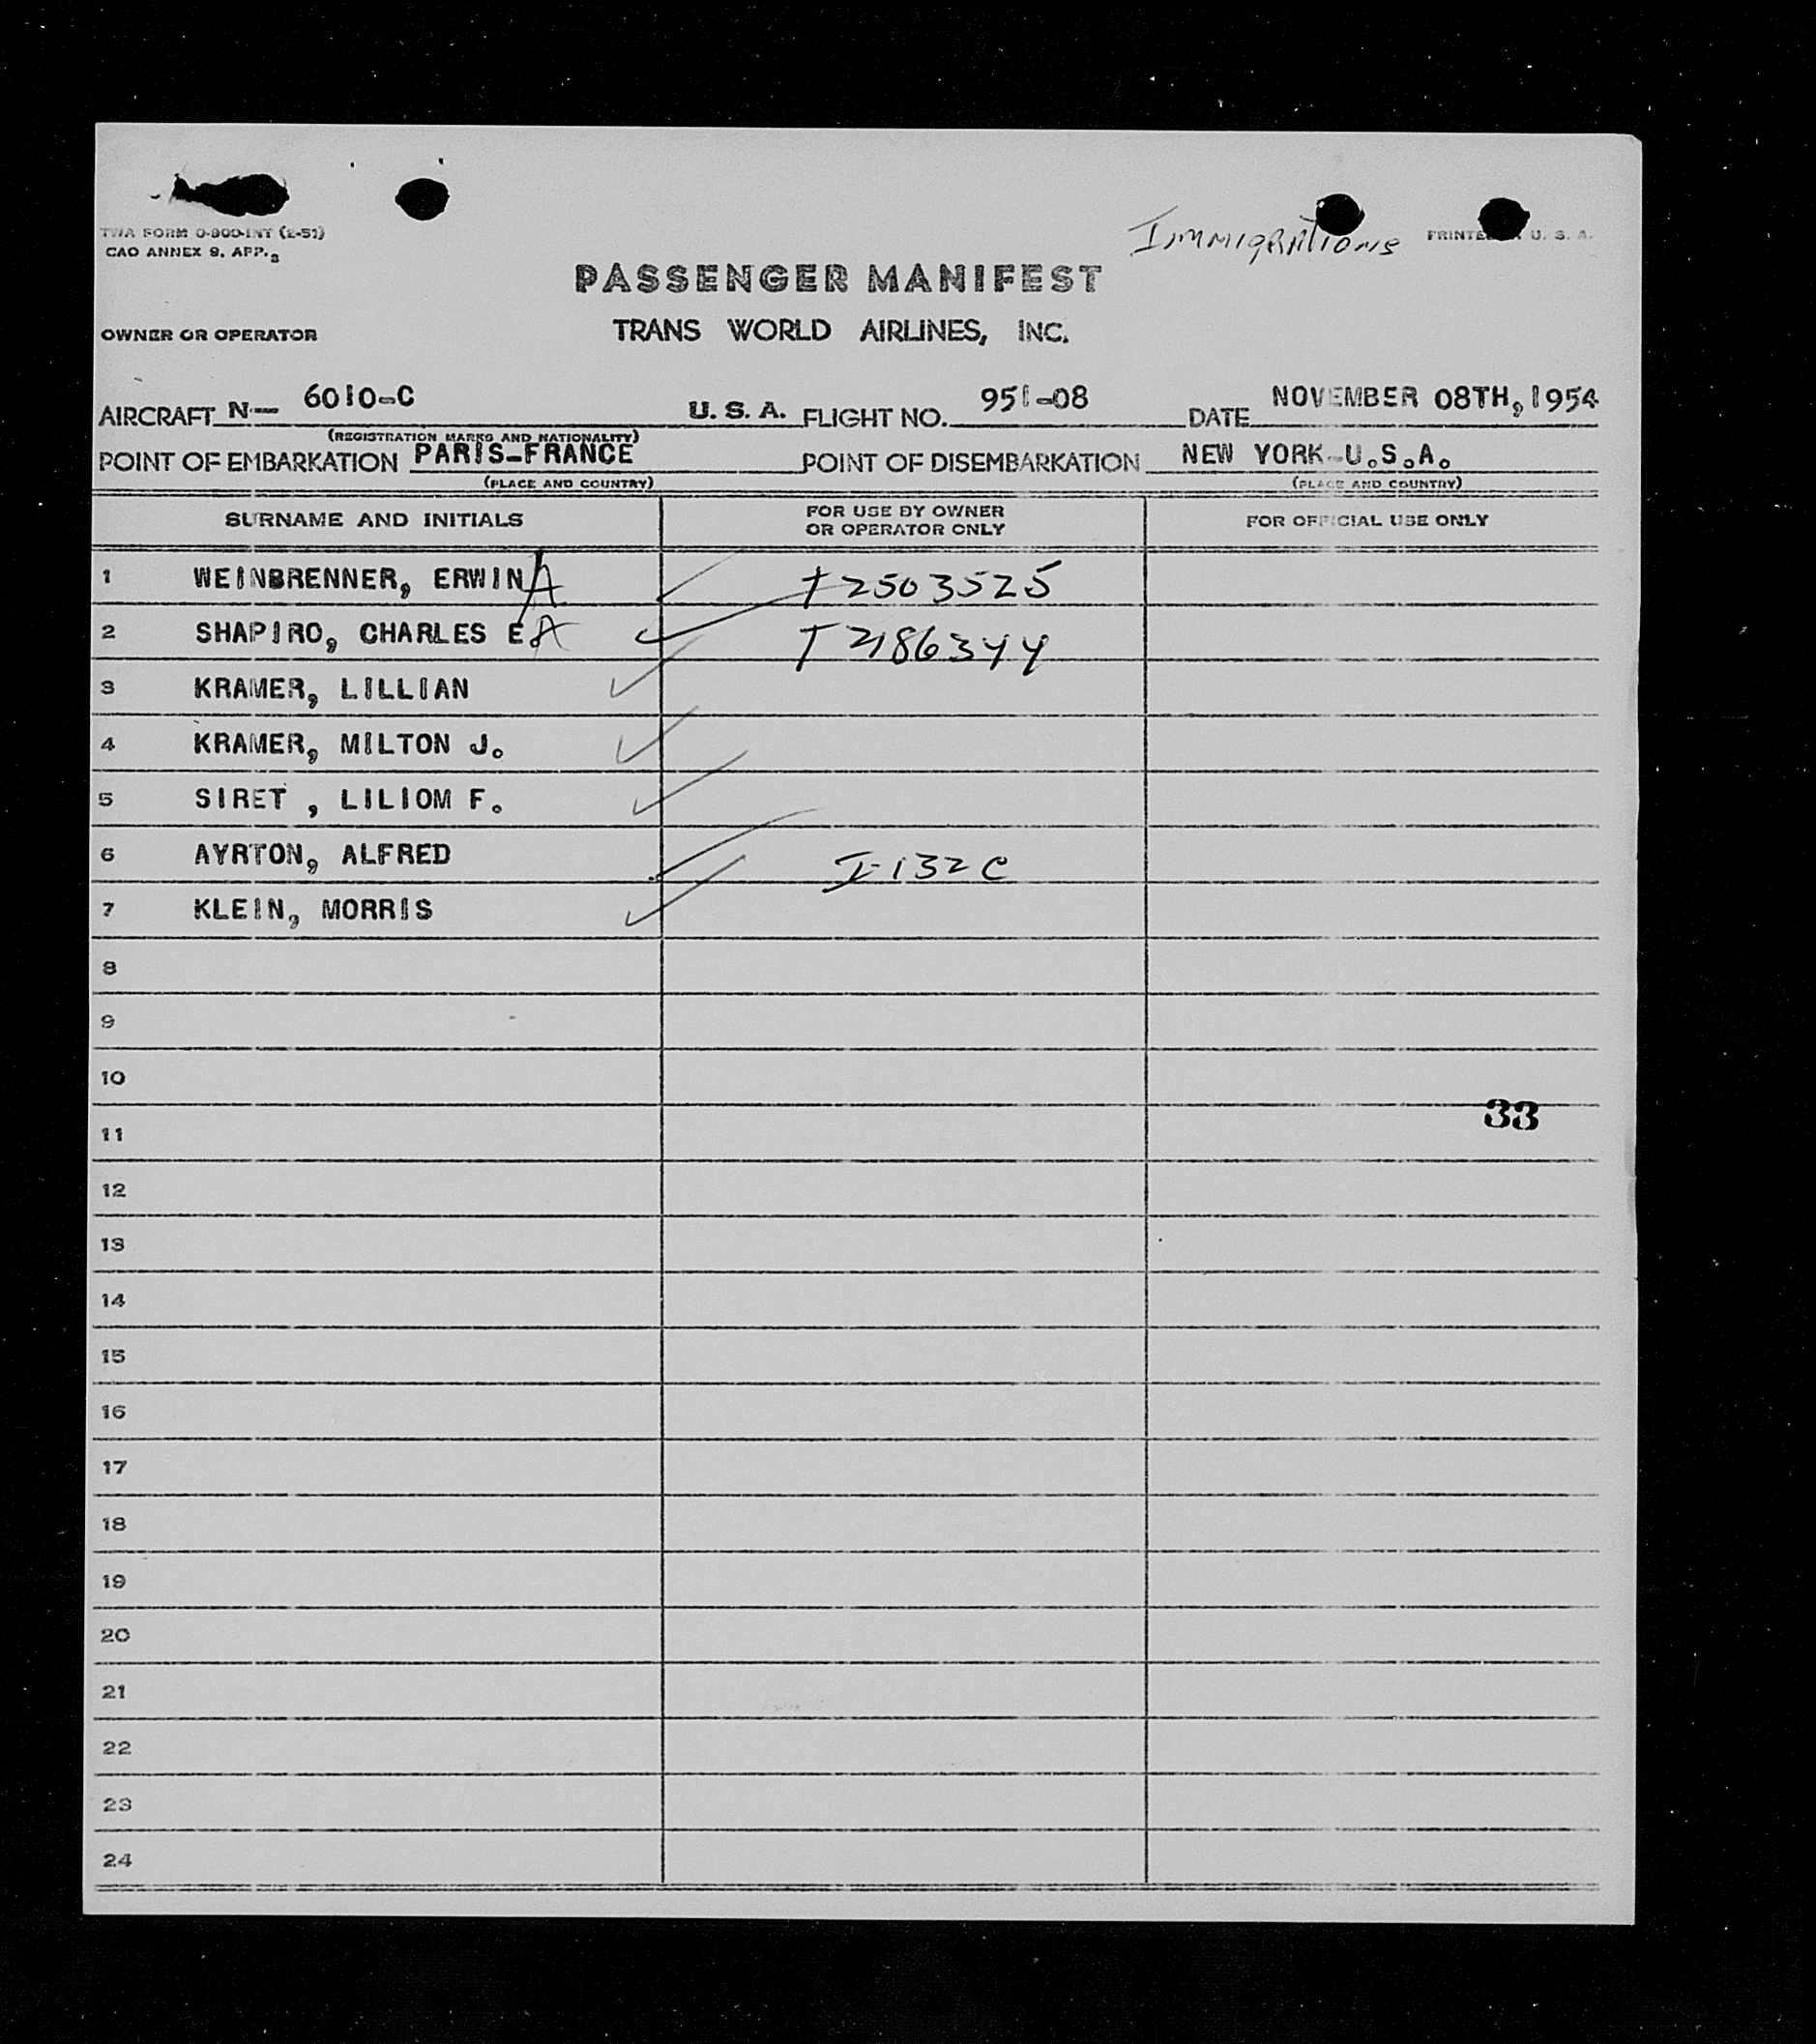 TWA FORM 0-800-INT (2-51)
CAO ANNEX 9, APP. 3
Immigrations
PRINTED U. S. A.
PASSENGER MANIFEST
OWNER OR OPERATOR TRANS WORLD AIRLINES, INC.
AIRCRAFT N— 6010-C U. S. A. FLIGHT NO. 951-08 DATE NOVEMBER 08TH, 1954
(REGISTRATION MARKS AND NATIONALITY)
POINT OF EMBARKATION PARIS-FRANCE POINT OF DISEMBARKATION NEW YORK-U.S.A.
(PLACE AND COUNTRY) (PLACE AND COUNTRY)
SURNAME AND INITIALS FOR USE BY OWNER OR OPERATOR ONLY FOR OFFICIAL USE ONLY
1 WEINBRENNER, ERWIN A T2503525
2 SHAPIRO, CHARLES E. A T2186344
3 KRAMER, LILLIAN
4 KRAMER, MILTON J.
5 SIRET , LILIOM F.
6 AYRTON, ALFRED I-132C
7 KLEIN, MORRIS
8
9
10
33
11
12
13
14
15
16
17
18
19
20
21
22
23
24